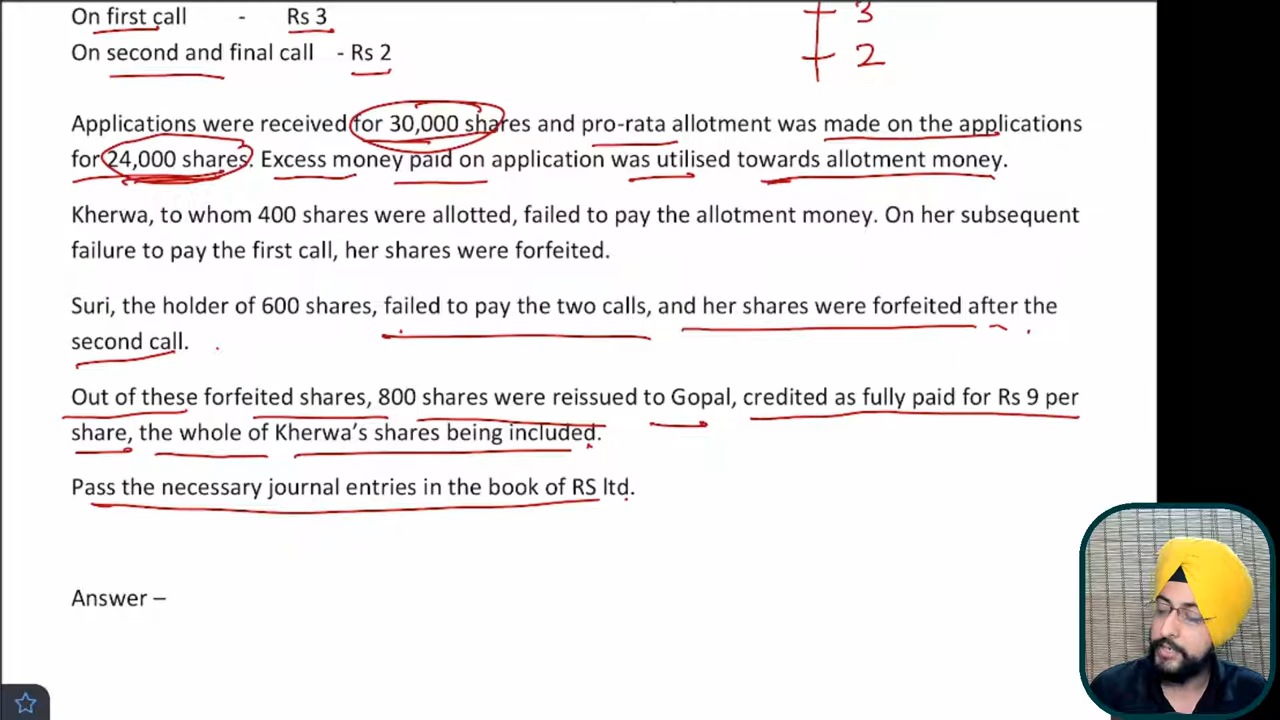 On first call - Rs 3
On second and final call - Rs 2
+ 3
+ 2
Applications were received for 30,000 shares and pro-rata allotment was made on the applications
for 24,000 shares. Excess money paid on application was utilised towards allotment money.
Kherwa, to whom 400 shares were allotted, failed to pay the allotment money. On her subsequent
failure to pay the first call, her shares were forfeited.
Suri, the holder of 600 shares, failed to pay the two calls, and her shares were forfeited after the
second call.
Out of these forfeited shares, 800 shares were reissued to Gopal, credited as fully paid for Rs 9 per
share, the whole of Kherwa’s shares being included.
Pass the necessary journal entries in the book of RS ltd.
Answer –